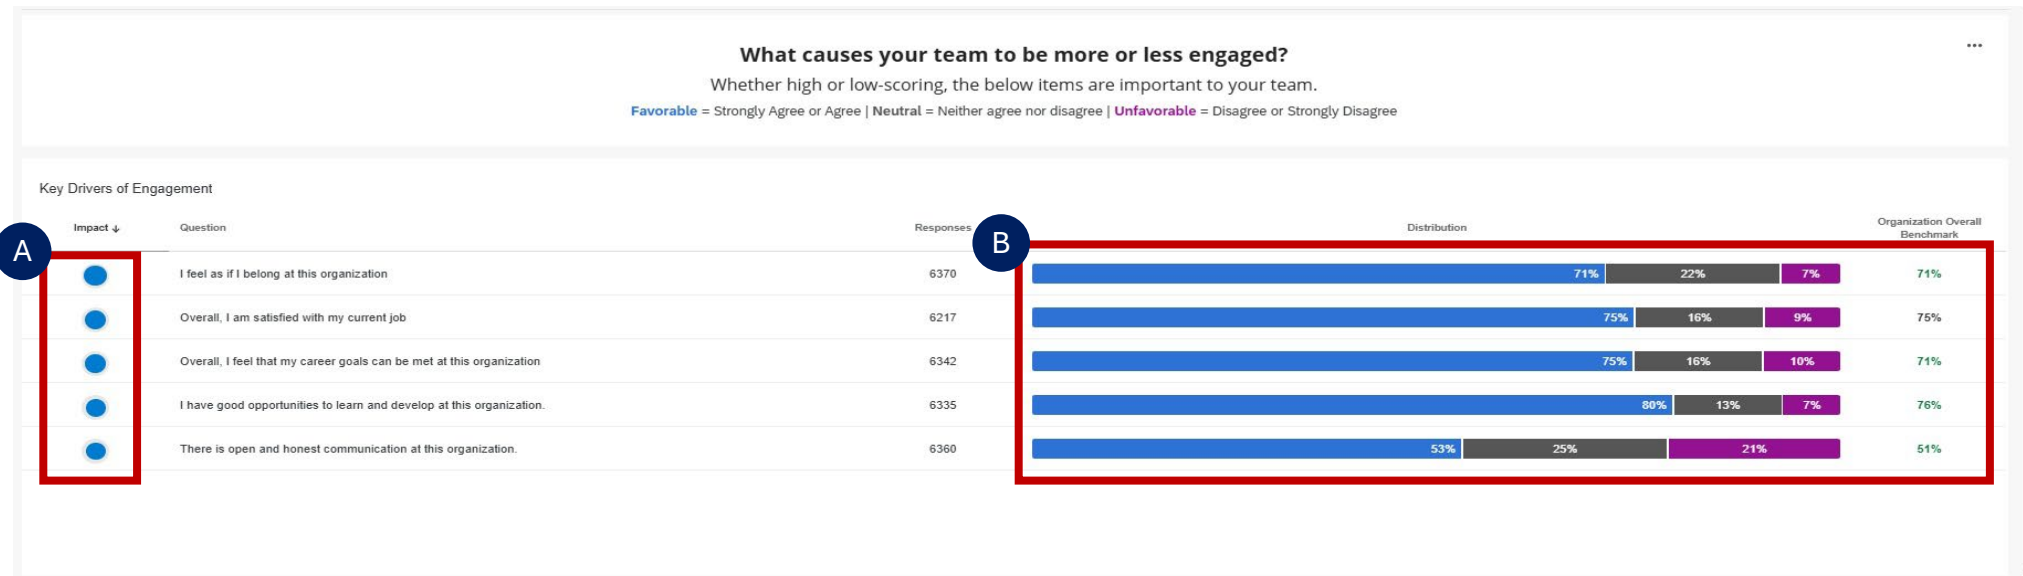 What causes your team to be more or less engaged?
...
Whether high or low-scoring, the below items are important to your team.
Favorable = Strongly Agree or Agree | Neutral = Neither agree nor disagree | Unfavorable = Disagree or Strongly Disagree
Key Drivers of Engagement
A
B
Impact ↓ Question Responses Distribution Organization Overall Benchmark
I feel as if I belong at this organization 6370 71% 22% 7% 71%
Overall, I am satisfied with my current job 6217 75% 16% 9% 75%
Overall, I feel that my career goals can be met at this organization 6342 75% 16% 10% 71%
I have good opportunities to learn and develop at this organization. 6335 80% 13% 7% 76%
There is open and honest communication at this organization. 6360 53% 25% 21% 51%